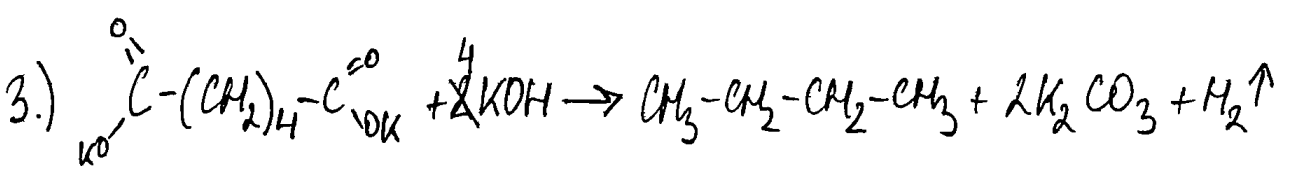 3.) KO-C(=O)-(CH₂)₄-C(=O)-OK + 4KOH → CH₃-CH₂-CH₂-CH₃ + 2K₂CO₃ + H₂↑